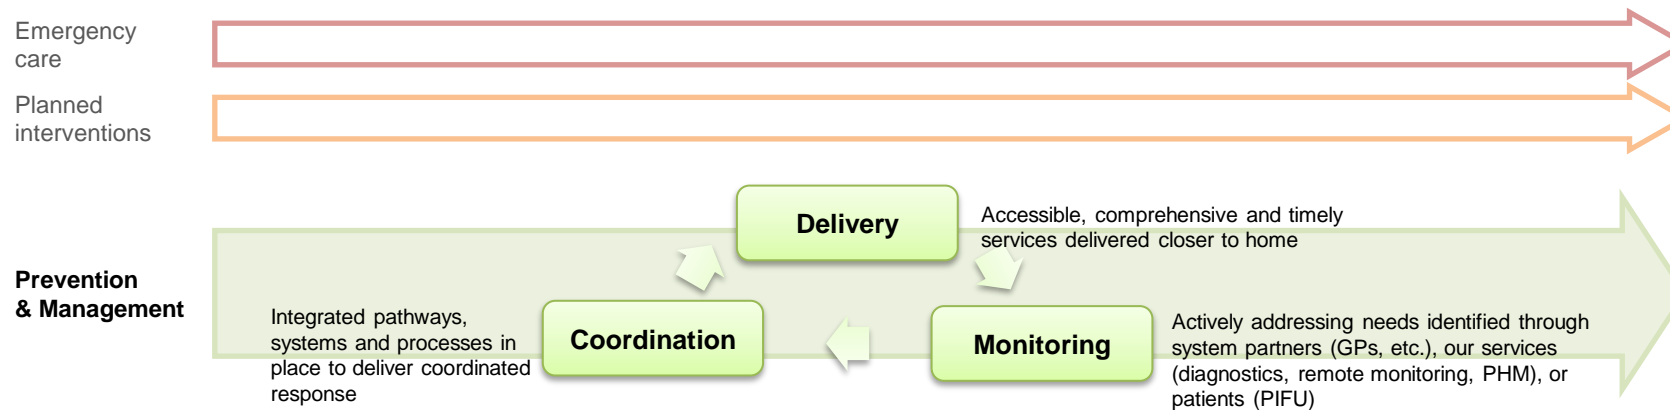 Emergency
care
Planned
interventions
Delivery
Accessible, comprehensive and timely
services delivered closer to home
Prevention
& Management
Integrated pathways,
systems and processes in
place to deliver coordinated
response
Coordination
Monitoring
Actively addressing needs identified through
system partners (GPs, etc.), our services
(diagnostics, remote monitoring, PHM), or
patients (PIFU)